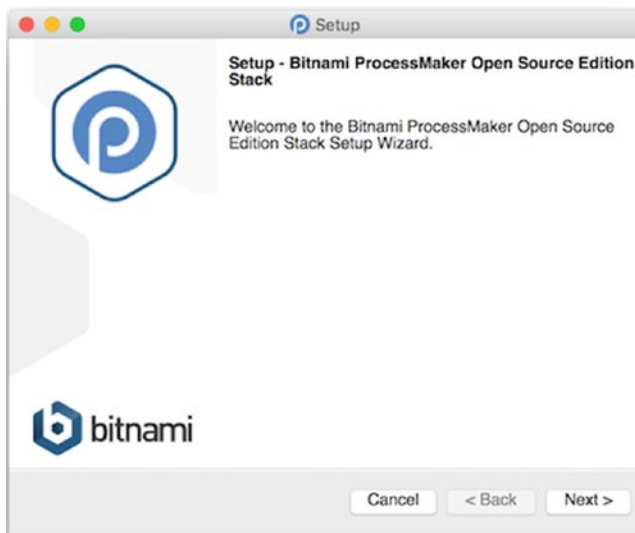 Setup
Setup - Bitnami ProcessMaker Open Source Edition
Stack
Welcome to the Bitnami ProcessMaker Open Source
Edition Stack Setup Wizard.
bitnami
Cancel
< Back
Next >